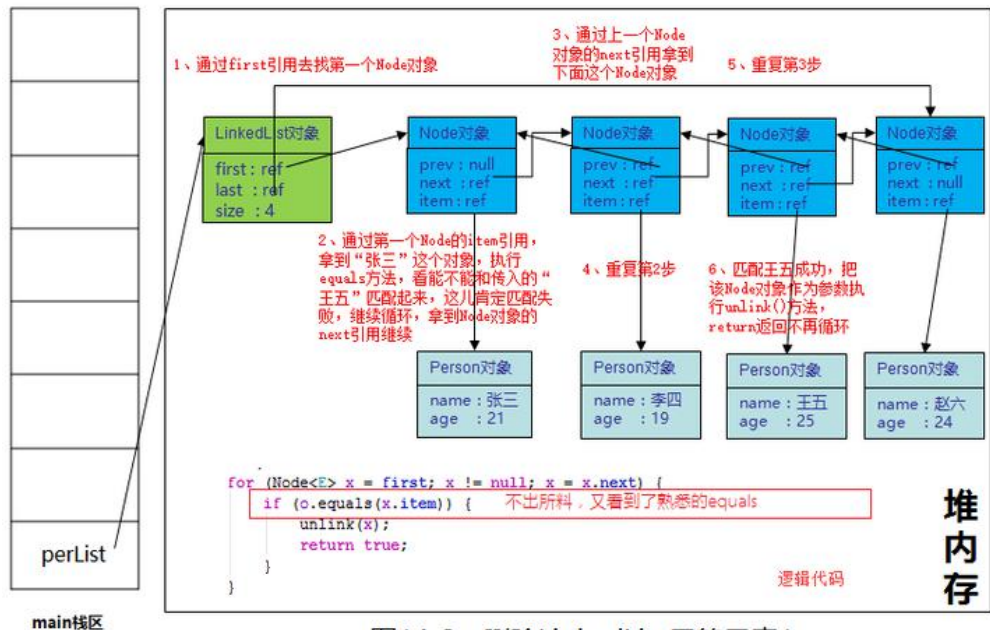 1、通过first引用去找第一个Node对象
3、通过上一个Node
对象的next引用拿到
下面这个Node对象
5、重复第3步
LinkedList对象
first : ref
last : ref
size : 4
Node对象
prev : null
next : ref
item : ref
Node对象
prev : ref
next : ref
item : ref
Node对象
prev : ref
next : ref
item : ref
Node对象
prev : ref
next : null
item : ref
2、通过第一个Node的item引用，
拿到“张三”这个对象，执行
equals方法，看能不能和传入的“
王五”匹配起来，这儿肯定匹配失
败，继续循环，拿到Node对象的
next引用继续
4、重复第2步
6、匹配王五成功，把
该Node对象作为参数执
行unlink()方法，
return返回不再循环
Person对象
name : 张三
age : 21
Person对象
name : 李四
age : 19
Person对象
name : 王五
age : 25
Person对象
name : 赵六
age : 24
for (Node<E> x = first; x != null; x = x.next) {
if (o.equals(x.item)) { 不出所料，又看到了熟悉的equals
unlink(x);
return true;
}
}
逻辑代码
堆内存
perList
main栈区